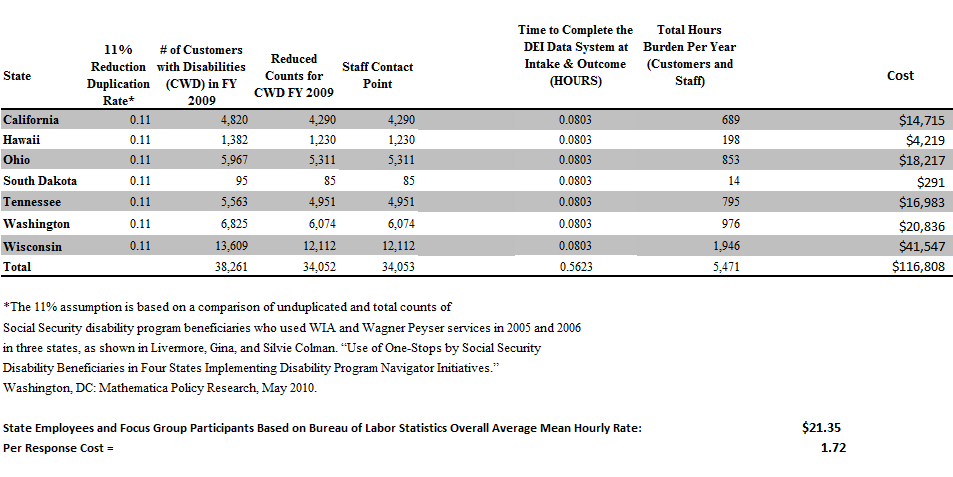 State 11% Reduction Duplication Rate* # of Customers with Disabilities (CWD) in FY 2009 Reduced Counts for CWD FY 2009 Staff Contact Point Time to Complete the DEI Data System at Intake & Outcome (HOURS) Total Hours Burden Per Year (Customers and Staff) Cost
California 0.11 4,820 4,290 4,290 0.0803 689 $14,715
Hawaii 0.11 1,382 1,230 1,230 0.0803 198 $4,219
Ohio 0.11 5,967 5,311 5,311 0.0803 853 $18,217
South Dakota 0.11 95 85 85 0.0803 14 $291
Tennessee 0.11 5,563 4,951 4,951 0.0803 795 $16,983
Washington 0.11 6,825 6,074 6,074 0.0803 976 $20,836
Wisconsin 0.11 13,609 12,112 12,112 0.0803 1,946 $41,547
Total 38,261 34,052 34,053 0.5623 5,471 $116,808
*The 11% assumption is based on a comparison of unduplicated and total counts of
Social Security disability program beneficiaries who used WIA and Wagner Peyser services in 2005 and 2006
in three states, as shown in Livermore, Gina, and Silvie Colman. “Use of One-Stops by Social Security
Disability Beneficiaries in Four States Implementing Disability Program Navigator Initiatives.”
Washington, DC: Mathematica Policy Research, May 2010.
State Employees and Focus Group Participants Based on Bureau of Labor Statistics Overall Average Mean Hourly Rate: $21.35
Per Response Cost = 1.72